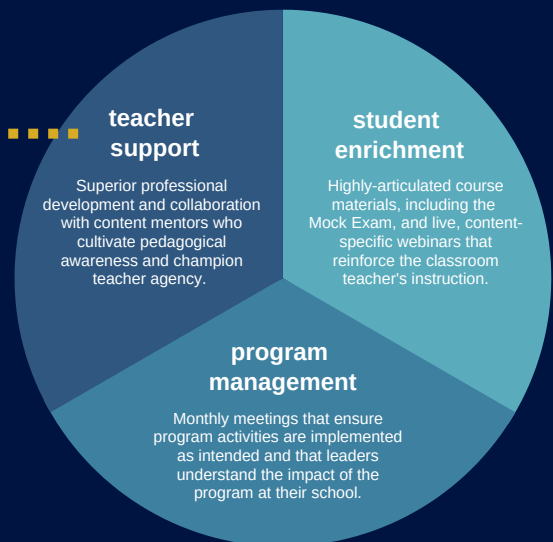 teacher
support
Superior professional
development and collaboration
with content mentors who
cultivate pedagogical
awareness and champion
teacher agency.
student
enrichment
Highly-articulated course
materials, including the
Mock Exam, and live, content-
specific webinars that
reinforce the classroom
teacher's instruction.
program
management
Monthly meetings that ensure
program activities are implemented
as intended and that leaders
understand the impact of the
program at their school.